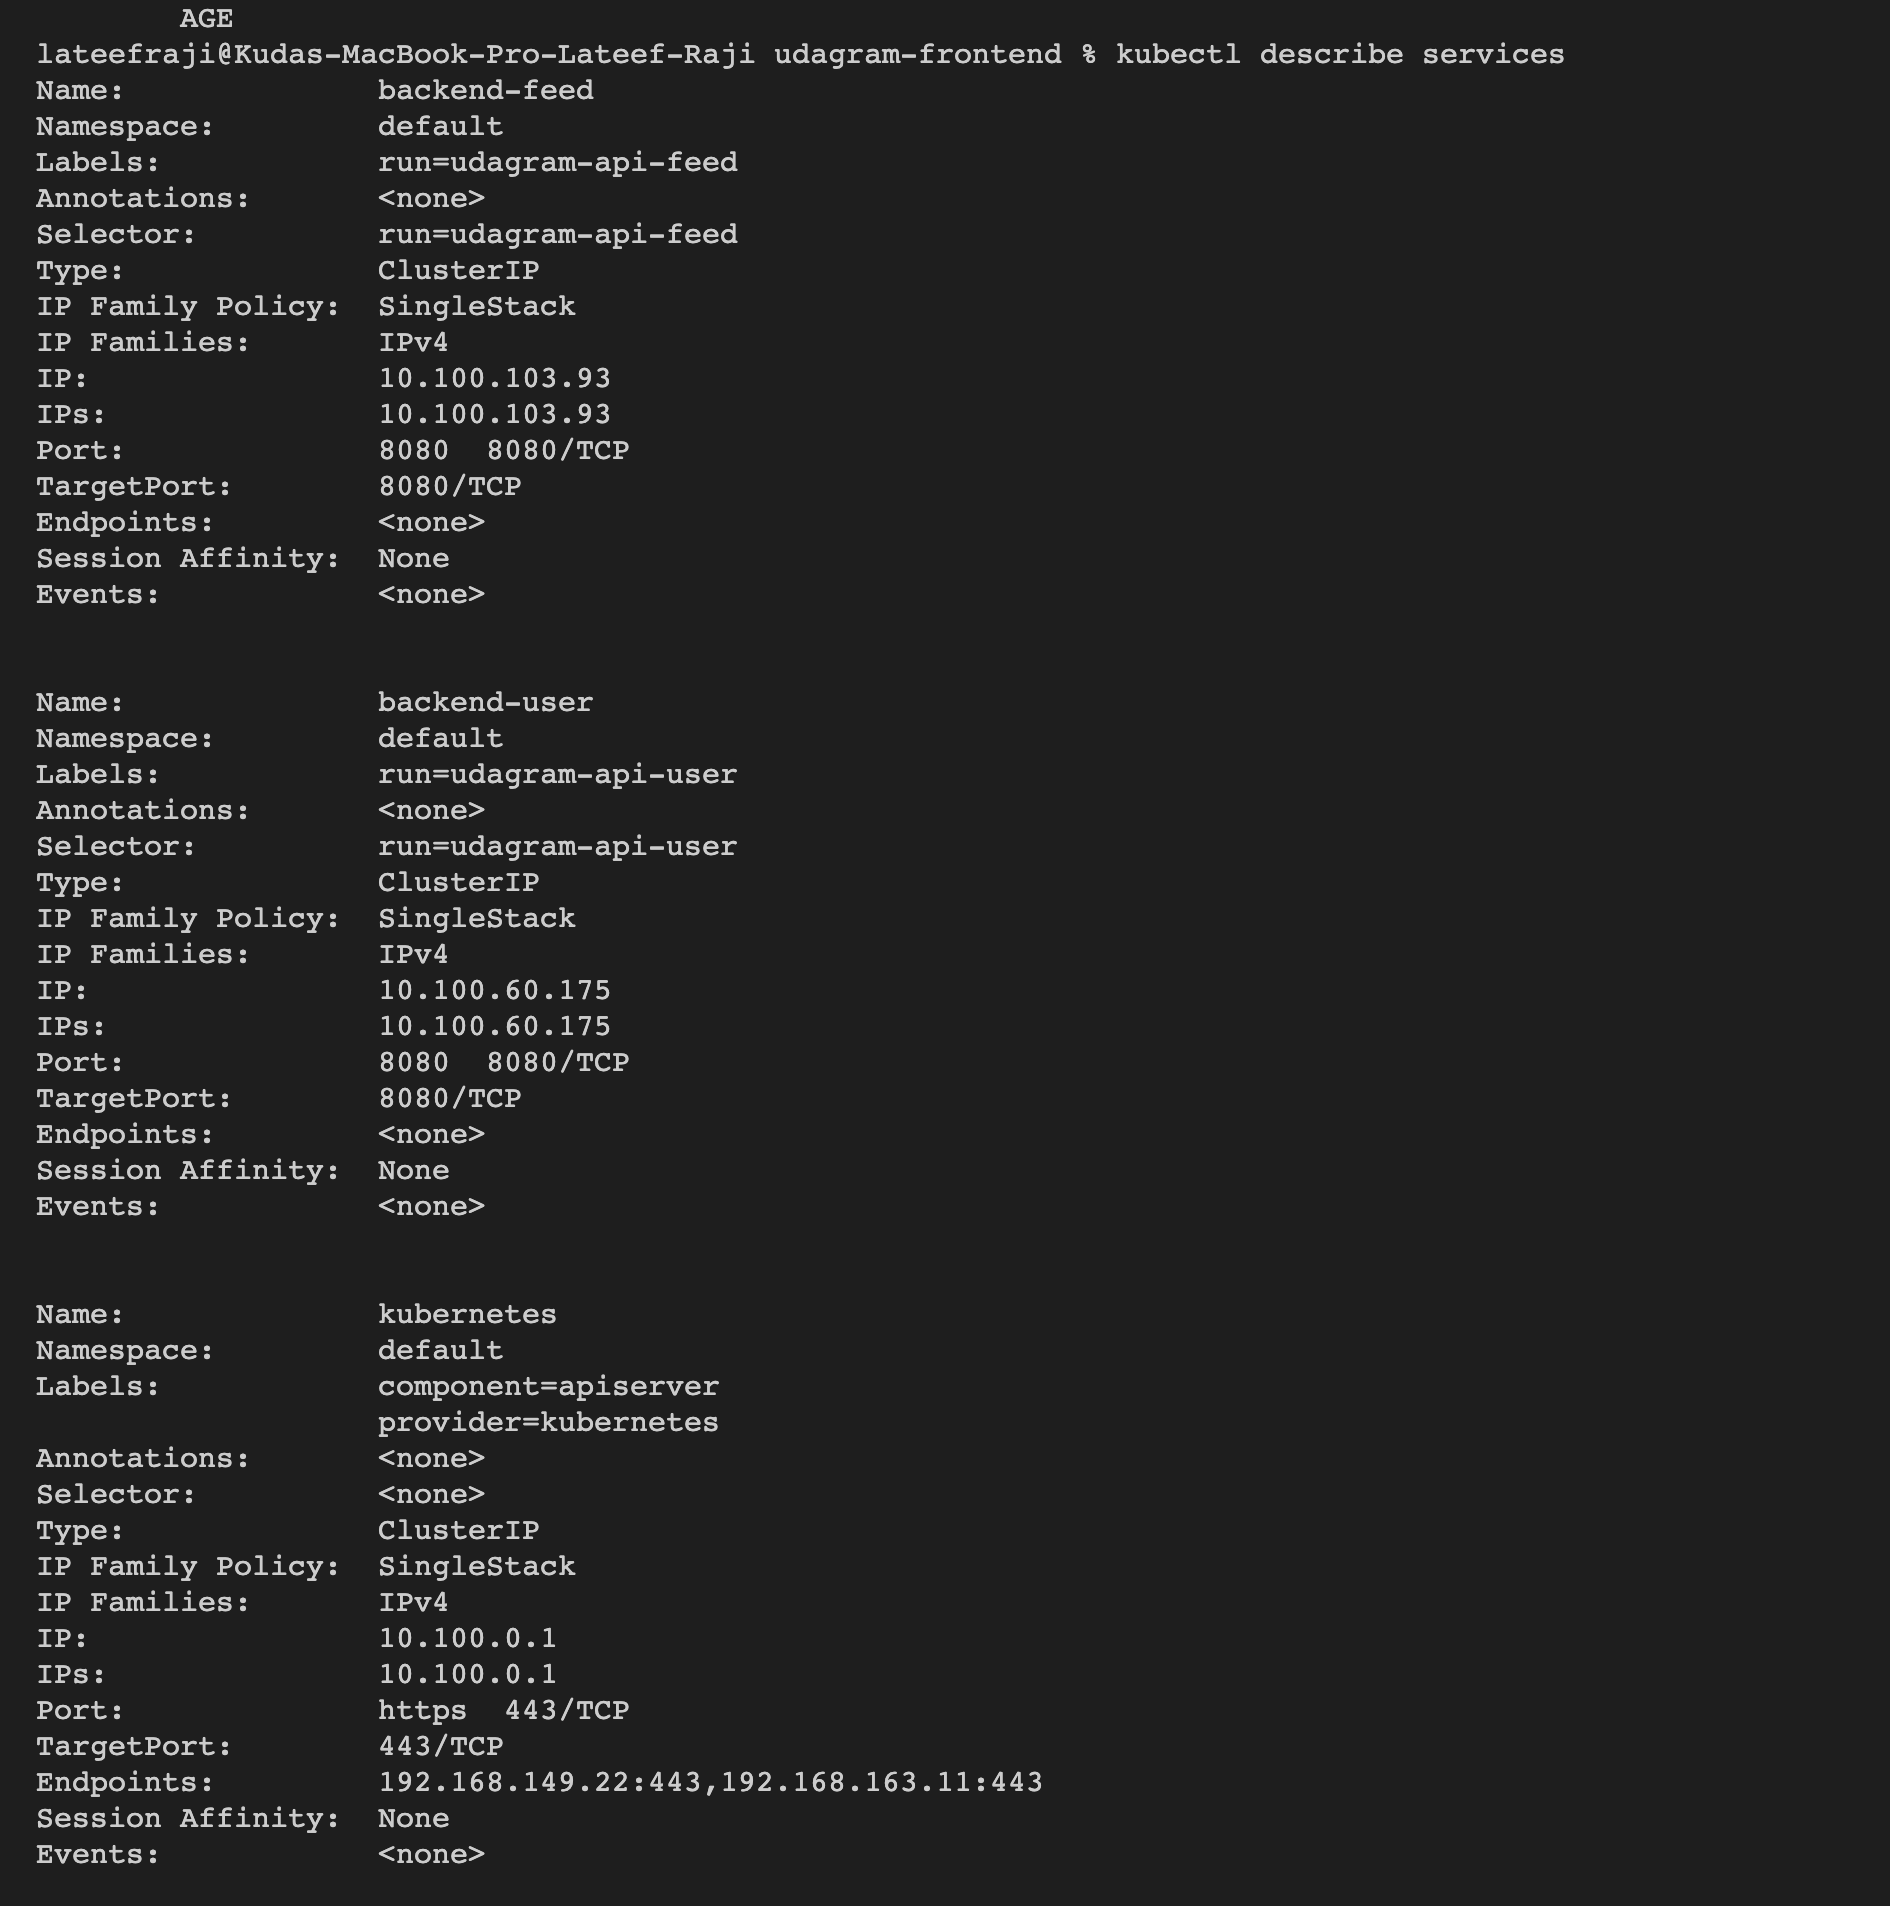 AGE
lateefraji@Kudas-MacBook-Pro-Lateef-Raji udagram-frontend % kubectl describe services
Name:              backend-feed
Namespace:         default
Labels:            run=udagram-api-feed
Annotations:       <none>
Selector:          run=udagram-api-feed
Type:              ClusterIP
IP Family Policy:  SingleStack
IP Families:       IPv4
IP:                10.100.103.93
IPs:               10.100.103.93
Port:              8080  8080/TCP
TargetPort:        8080/TCP
Endpoints:         <none>
Session Affinity:  None
Events:            <none>
Name:              backend-user
Namespace:         default
Labels:            run=udagram-api-user
Annotations:       <none>
Selector:          run=udagram-api-user
Type:              ClusterIP
IP Family Policy:  SingleStack
IP Families:       IPv4
IP:                10.100.60.175
IPs:               10.100.60.175
Port:              8080  8080/TCP
TargetPort:        8080/TCP
Endpoints:         <none>
Session Affinity:  None
Events:            <none>
Name:              kubernetes
Namespace:         default
Labels:            component=apiserver
                   provider=kubernetes
Annotations:       <none>
Selector:          <none>
Type:              ClusterIP
IP Family Policy:  SingleStack
IP Families:       IPv4
IP:                10.100.0.1
IPs:               10.100.0.1
Port:              https  443/TCP
TargetPort:        443/TCP
Endpoints:         192.168.149.22:443,192.168.163.11:443
Session Affinity:  None
Events:            <none>